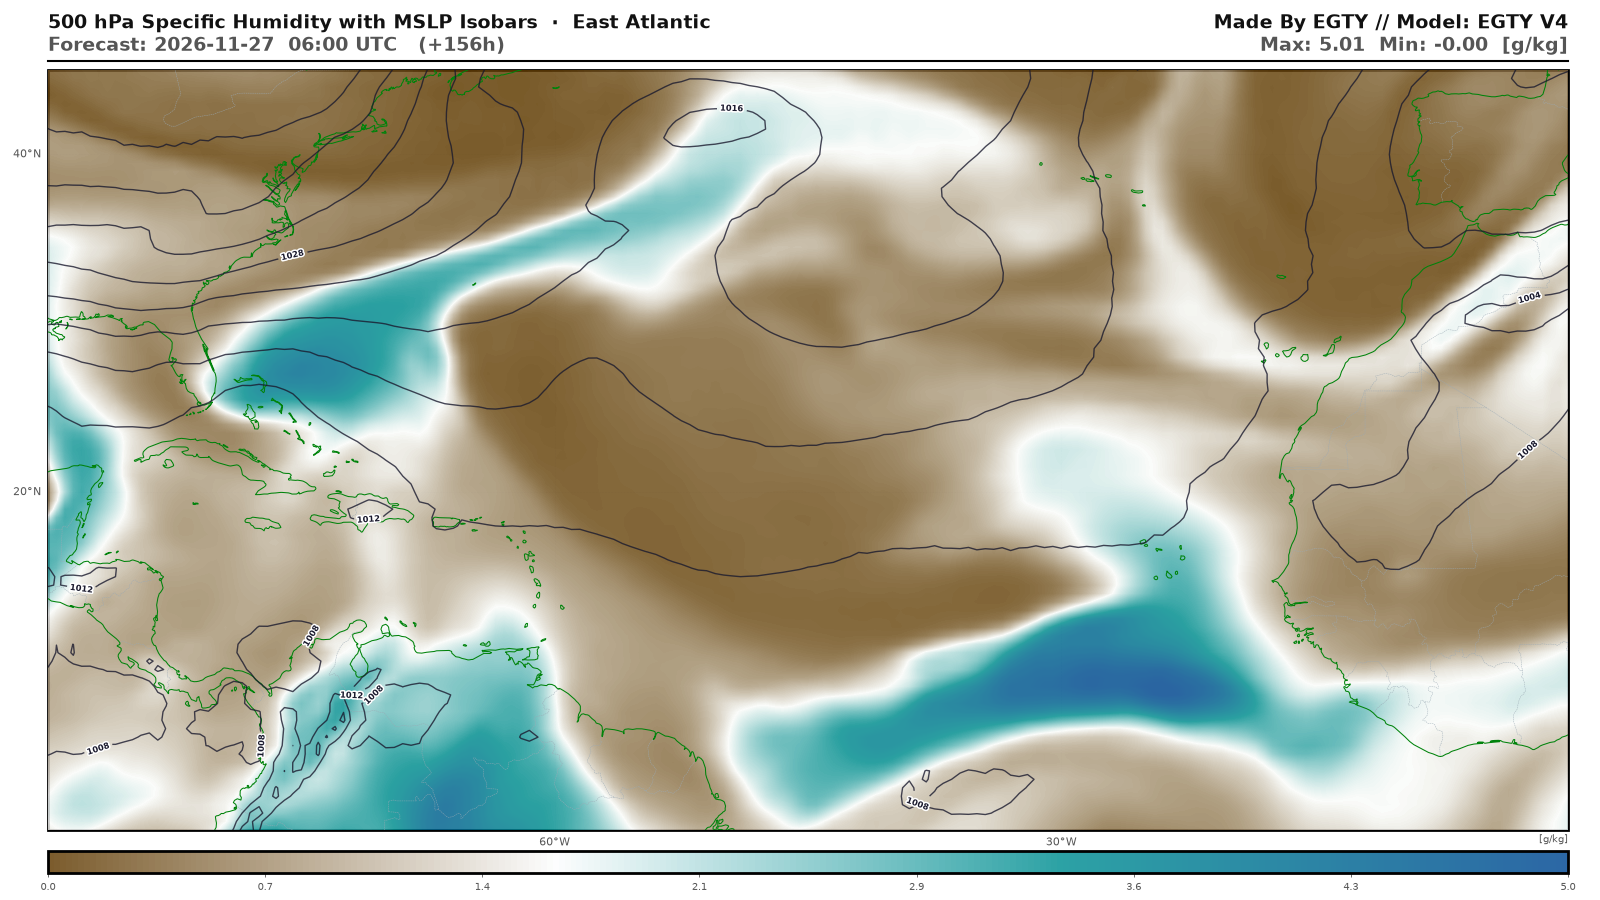 500 hPa Specific Humidity with MSLP Isobars · East Atlantic
Made By EGTY // Model: EGTY V4
Forecast: 2026-11-27 06:00 UTC (+156h)
Max: 5.01 Min: -0.00 [g/kg]
1016
40°N
1028
1004
1008
20°N
1012
1012
1008
1012
1008
1008
1008
1008
60°W
30°W
[g/kg]
0.0
0.7
1.4
2.1
2.9
3.6
4.3
5.0